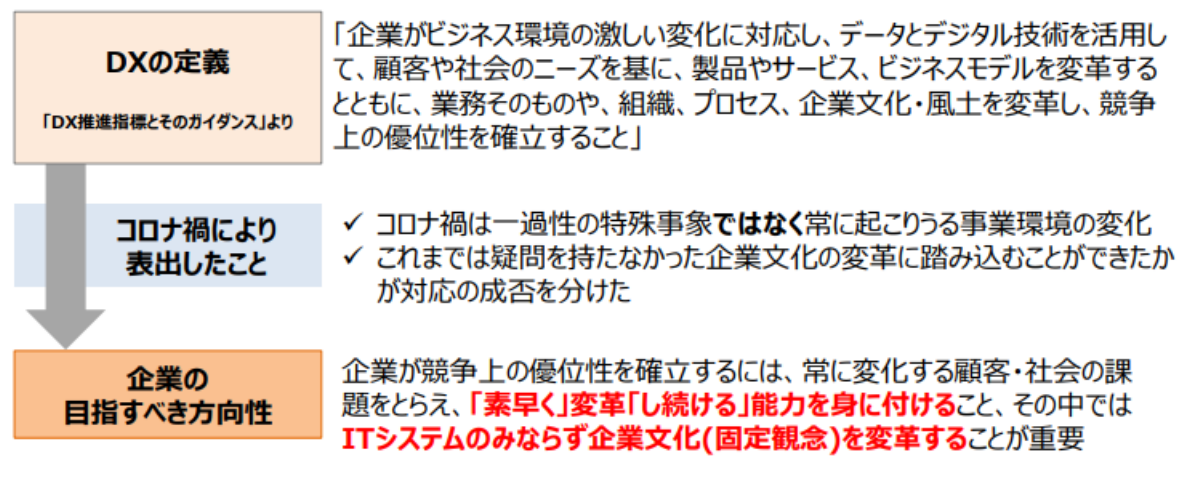 DXの定義
「DX推進指標とそのガイダンス」より
「企業がビジネス環境の激しい変化に対応し、データとデジタル技術を活用し
て、顧客や社会のニーズを基に、製品やサービス、ビジネスモデルを変革する
とともに、業務そのものや、組織、プロセス、企業文化・風土を変革し、競争
上の優位性を確立すること」
コロナ禍により
表出したこと
✓ コロナ禍は一過性の特殊事象ではなく常に起こりうる事業環境の変化
✓ これまでは疑問を持たなかった企業文化の変革に踏み込むことができたか
が対応の成否を分けた
企業の
目指すべき方向性
企業が競争上の優位性を確立するには、常に変化する顧客・社会の課
題をとらえ、「素早く」変革「し続ける」能力を身に付けること、その中では
ITシステムのみならず企業文化(固定観念)を変革することが重要